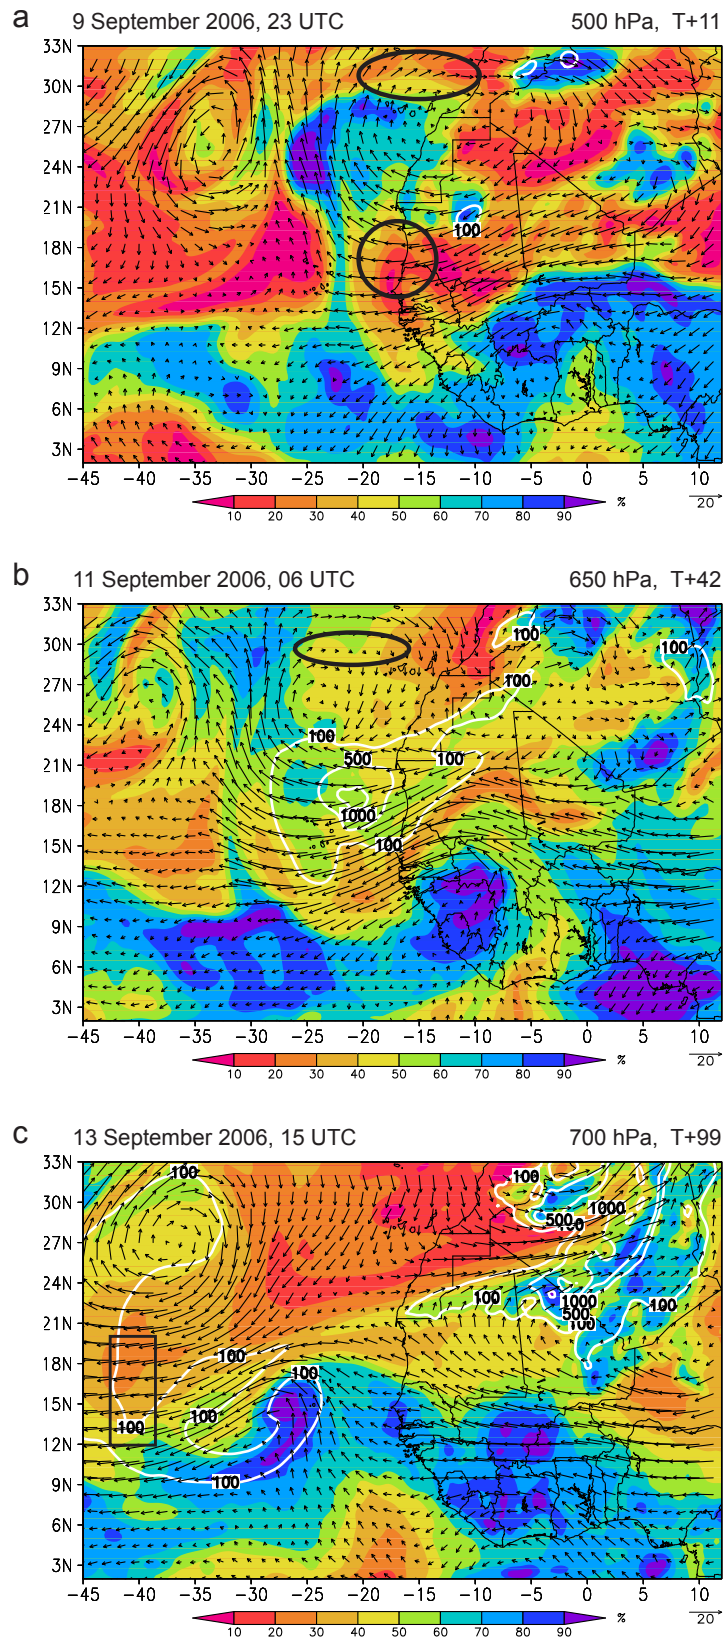 a
9 September 2006, 23 UTC 500 hPa, T+11
33N
30N
27N
24N
21N
18N
15N
12N
9N
6N
3N
100
−45 −40 −35 −30 −25 −20 −15 −10 −5 0 5 10
10 20 30 40 50 60 70 80 90 %
20
b
11 September 2006, 06 UTC 650 hPa, T+42
33N
30N
27N
24N
21N
18N
15N
12N
9N
6N
3N
100
100
100
100
500
100
1000
100
−45 −40 −35 −30 −25 −20 −15 −10 −5 0 5 10
10 20 30 40 50 60 70 80 90 %
20
c
13 September 2006, 15 UTC 700 hPa, T+99
33N
30N
27N
24N
21N
18N
15N
12N
9N
6N
3N
100
100
1000
500
100
100
1000
100
500
100
100
100
100
100
100
−45 −40 −35 −30 −25 −20 −15 −10 −5 0 5 10
10 20 30 40 50 60 70 80 90 %
20